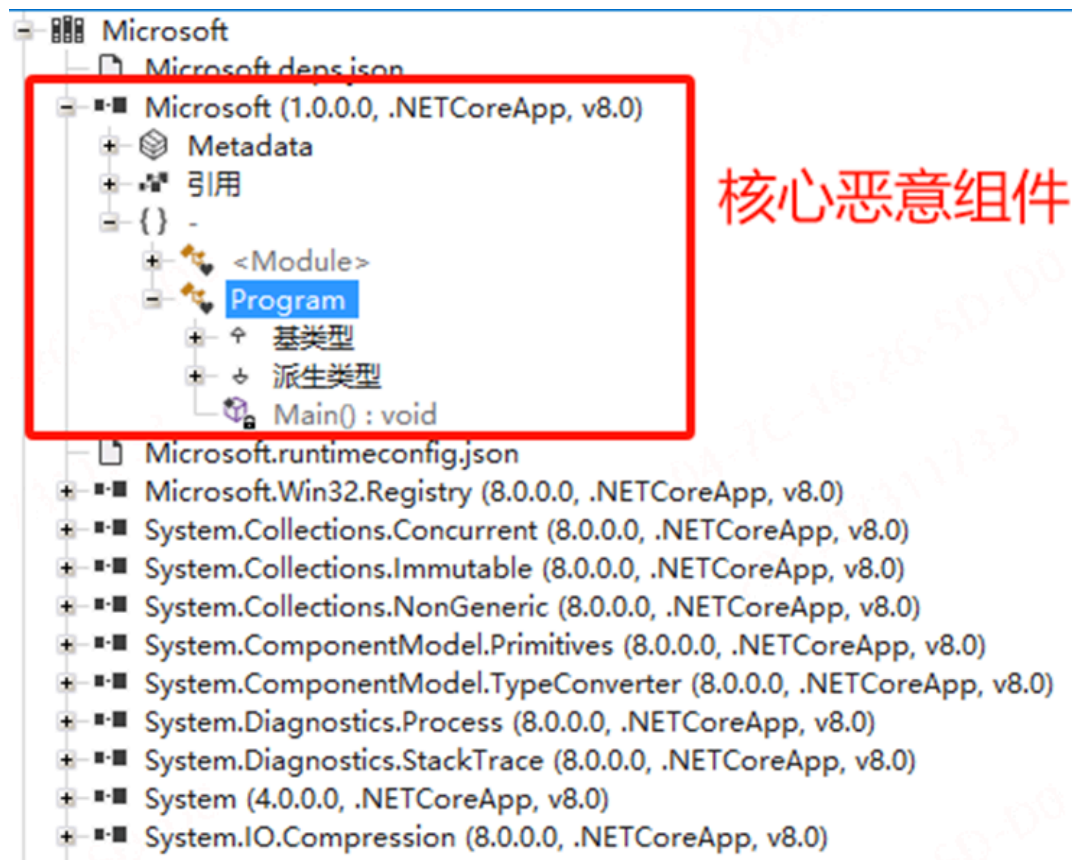 Microsoft
Microsoft.deps.json
Microsoft (1.0.0.0, .NETCoreApp, v8.0)
Metadata
引用
{ } -
核心恶意组件
<Module>
Program
基类型
派生类型
Main() : void
Microsoft.runtimeconfig.json
Microsoft.Win32.Registry (8.0.0.0, .NETCoreApp, v8.0)
System.Collections.Concurrent (8.0.0.0, .NETCoreApp, v8.0)
System.Collections.Immutable (8.0.0.0, .NETCoreApp, v8.0)
System.Collections.NonGeneric (8.0.0.0, .NETCoreApp, v8.0)
System.ComponentModel.Primitives (8.0.0.0, .NETCoreApp, v8.0)
System.ComponentModel.TypeConverter (8.0.0.0, .NETCoreApp, v8.0)
System.Diagnostics.Process (8.0.0.0, .NETCoreApp, v8.0)
System.Diagnostics.StackTrace (8.0.0.0, .NETCoreApp, v8.0)
System (4.0.0.0, .NETCoreApp, v8.0)
System.IO.Compression (8.0.0.0, .NETCoreApp, v8.0)